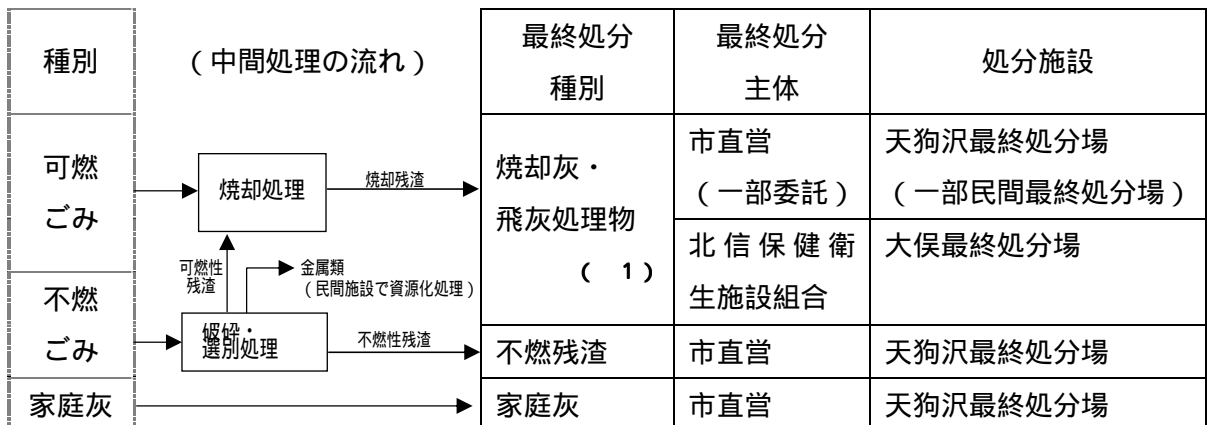 種別
（中間処理の流れ）
最終処分
種別
最終処分
主体
処分施設
可燃
ごみ
焼却処理
焼却残渣
焼却灰・
飛灰処理物
（　1）
市直営
（一部委託）
天狗沢最終処分場
（一部民間最終処分場）
北信保健衛
生施設組合
大俣最終処分場
可燃性
残渣
金属類
（民間施設で資源化処理）
不燃
ごみ
破砕・
選別処理
不燃性残渣
不燃残渣
市直営
天狗沢最終処分場
家庭灰
家庭灰
市直営
天狗沢最終処分場